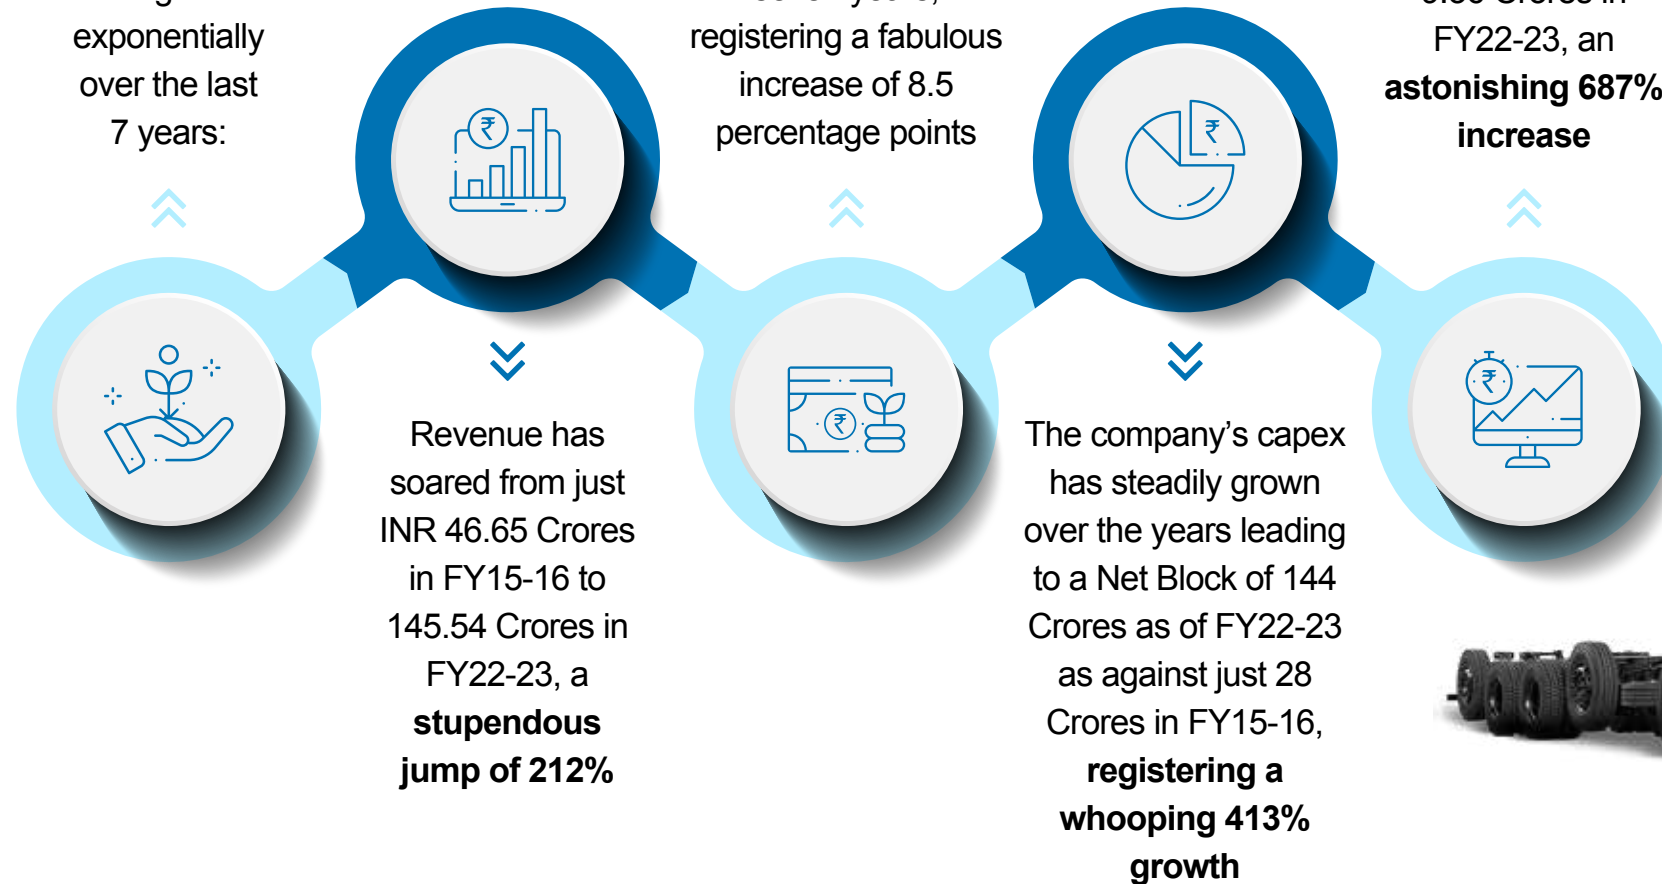 exponentially
over the last
7 years:
registering a fabulous
increase of 8.5
percentage points
FY22-23, an
astonishing 687%
increase
Revenue has
soared from just
INR 46.65 Crores
in FY15-16 to
145.54 Crores in
FY22-23, a
stupendous
jump of 212%
The company’s capex
has steadily grown
over the years leading
to a Net Block of 144
Crores as of FY22-23
as against just 28
Crores in FY15-16,
registering a
whooping 413%
growth